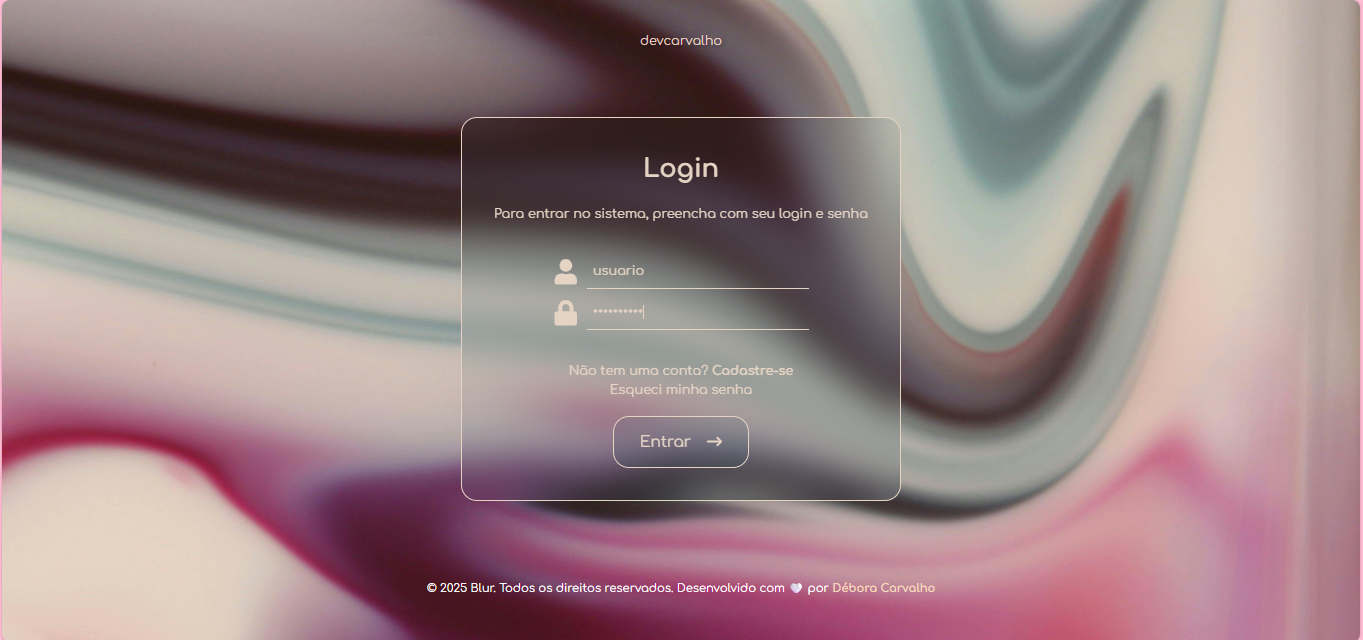 devcarvalho
Login
Para entrar no sistema, preencha com seu login e senha
usuario
••••••••••
Não tem uma conta? Cadastre-se
Esqueci minha senha
Entrar →
© 2025 Blur. Todos os direitos reservados. Desenvolvido com 🤍 por Débora Carvalho